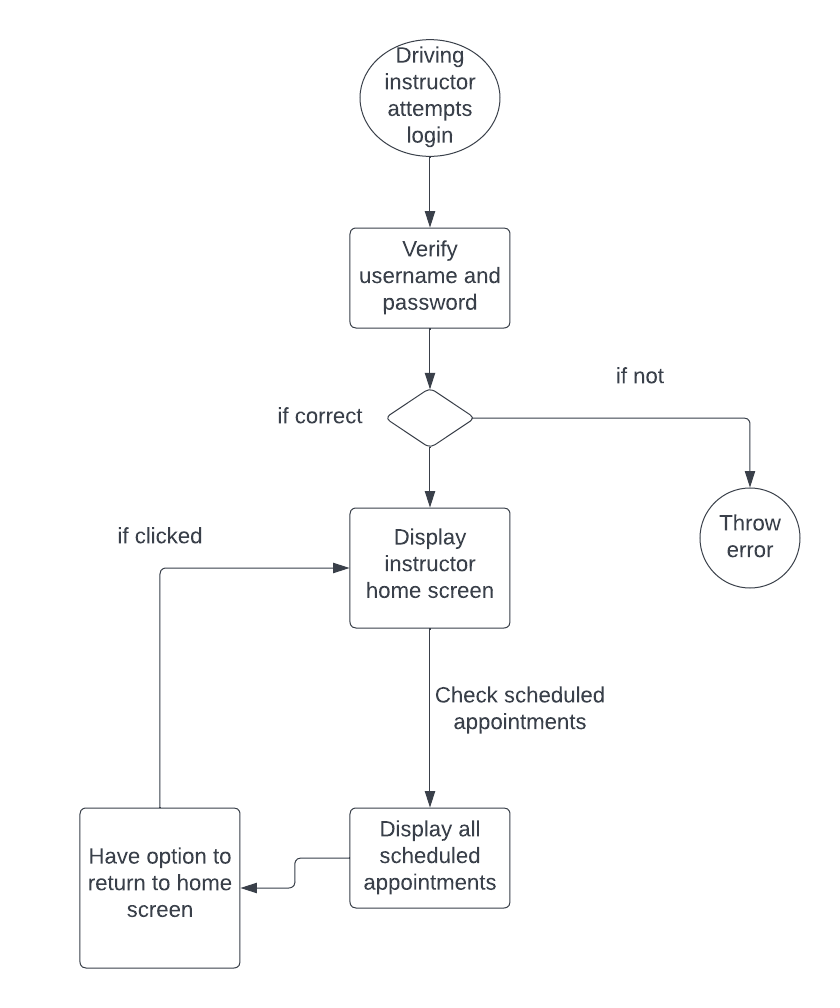 Driving
instructor
attempts
login
Verify
username and
password
if not
if correct
Throw
error
if clicked
Display
instructor
home screen
Check scheduled
appointments
Display all
scheduled
appointments
Have option to
return to home
screen